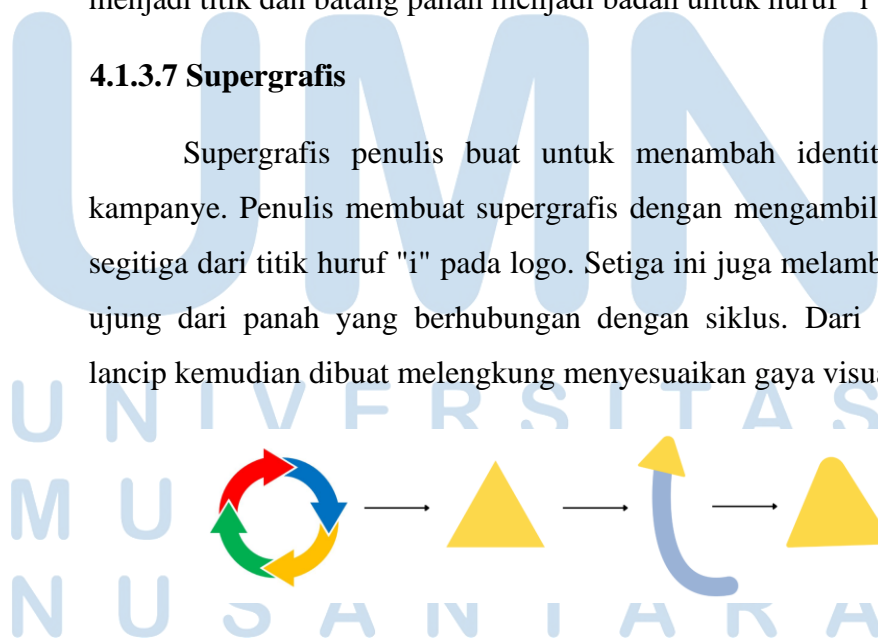 menjadi titik dan batang panah menjadi badan untuk huruf "i
4.1.3.7 Supergrafis
Supergrafis penulis buat untuk menambah identit
kampanye. Penulis membuat supergrafis dengan mengambil
segitiga dari titik huruf "i" pada logo. Setiga ini juga melamb
ujung dari panah yang berhubungan dengan siklus. Dari
lancip kemudian dibuat melengkung menyesuaikan gaya visua
UMN
UNIVERSITAS
MU
NUSANTARA